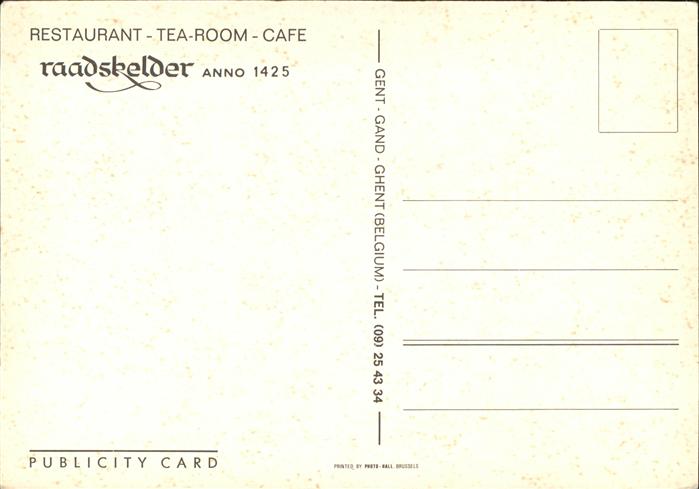 RESTAURANT - TEA-ROOM - CAFE
raadskelder ANNO 1425
GENT - GAND - GHENT (BELGIUM) - TEL. (09) 25 43 34
PUBLICITY CARD
PRINTED BY PHOTO-HALL BRUSSELS